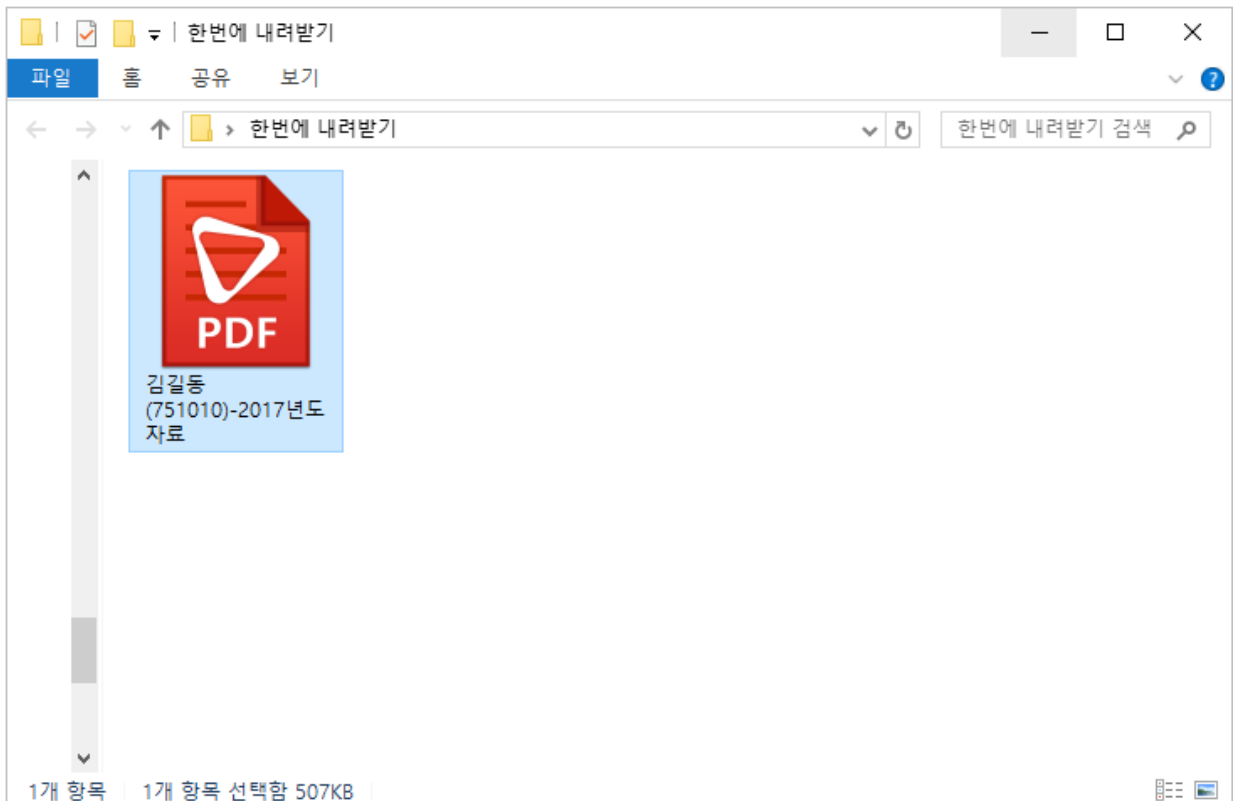 한번에 내려받기
파일 홈 공유 보기
한번에 내려받기 한번에 내려받기 검색
PDF
김길동
(751010)-2017년도
자료
1개 항목 1개 항목 선택함 507KB